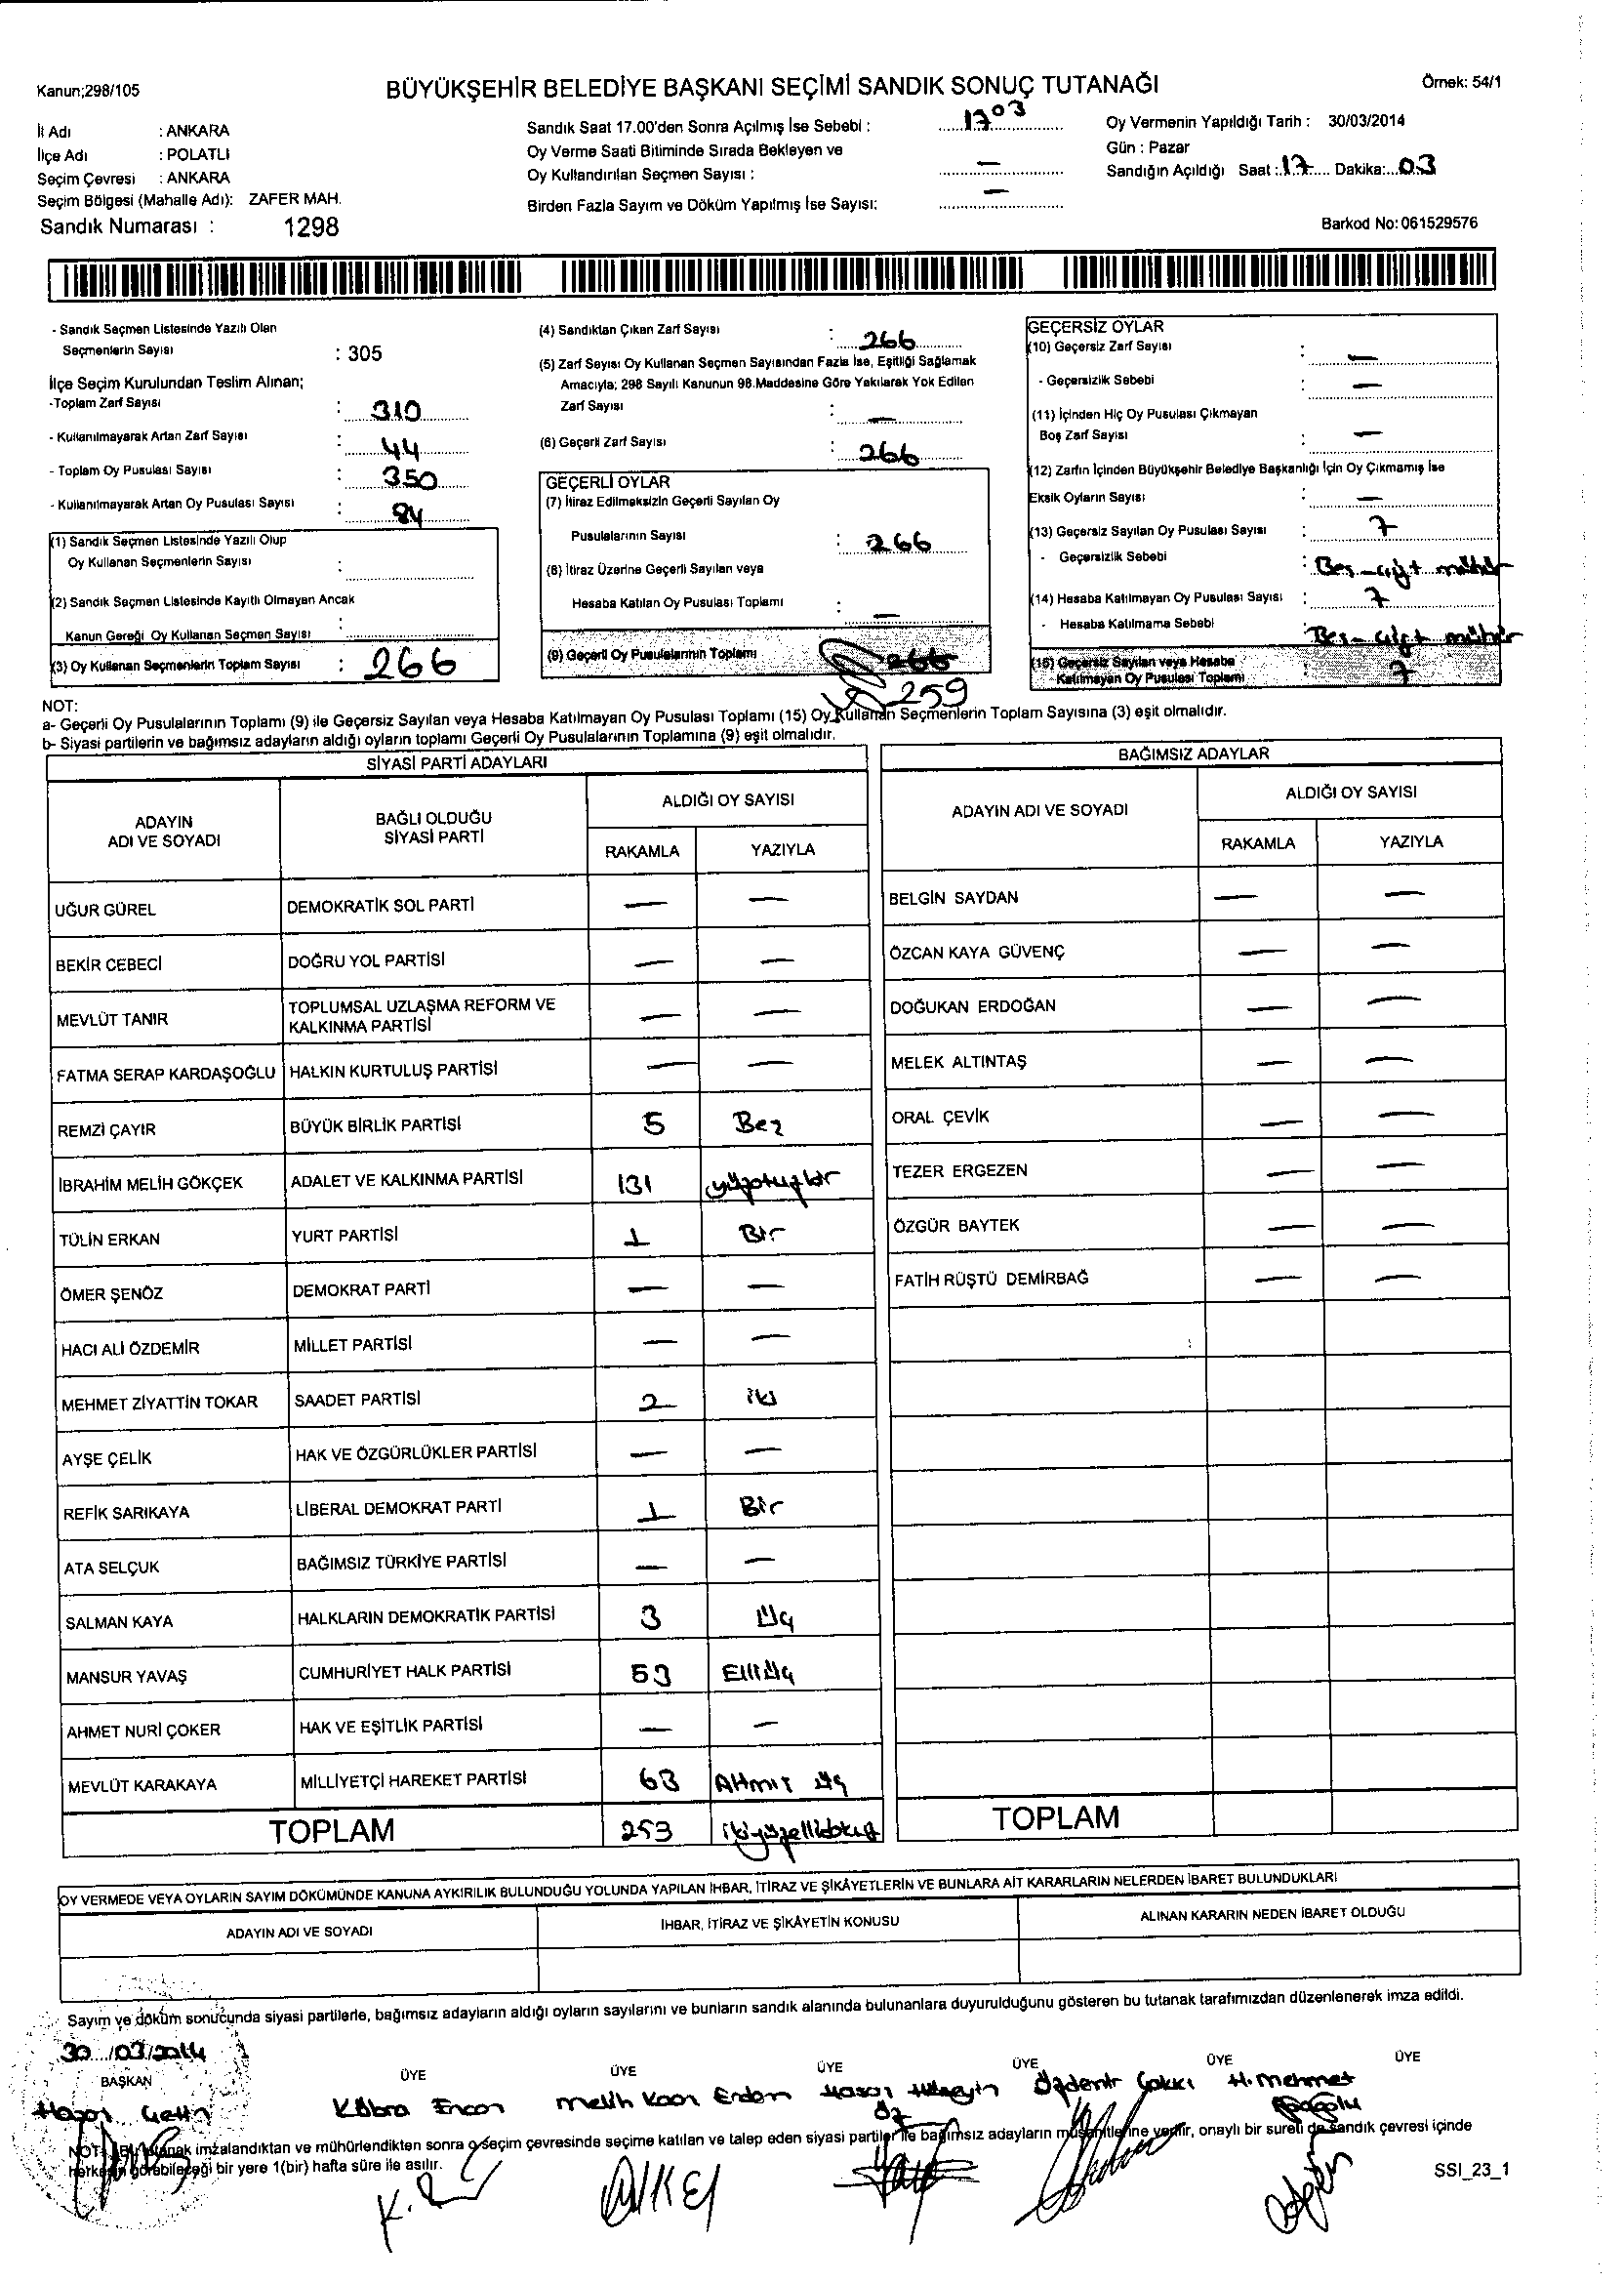 Kanun;298/105
BÜYÜKŞEHİR BELEDİYE BAŞKANI SEÇİMİ SANDIK SONUÇ TUTANAĞI
Örnek: 54/1
İl Adı : ANKARA
İlçe Adı : POLATLI
Seçim Çevresi : ANKARA
Seçim Bölgesi (Mahalle Adı): ZAFER MAH.
Sandık Numarası : 1298
Sandık Saat 17.00'den Sonra Açılmış İse Sebebi : 1703
Oy Verme Saati Bitiminde Sırada Bekleyen ve
Oy Kullandırılan Seçmen Sayısı : —
Birden Fazla Sayım ve Döküm Yapılmış İse Sayısı: —
Oy Vermenin Yapıldığı Tarih : 30/03/2014
Gün : Pazar
Sandığın Açıldığı Saat : 17 Dakika: 03
Barkod No: 061529576
- Sandık Seçmen Listesinde Yazılı Olan
Seçmenlerin Sayısı : 305
İlçe Seçim Kurulundan Teslim Alınan;
-Toplam Zarf Sayısı : 310
- Kullanılmayarak Artan Zarf Sayısı : 44
- Toplam Oy Pusulası Sayısı : 350
- Kullanılmayarak Artan Oy Pusulası Sayısı : 84
(1) Sandık Seçmen Listesinde Yazılı Olup
Oy Kullanan Seçmenlerin Sayısı :
(2) Sandık Seçmen Listesinde Kayıtlı Olmayan Ancak
Kanun Gereği Oy Kullanan Seçmen Sayısı :
(3) Oy Kullanan Seçmenlerin Toplam Sayısı : 266
(4) Sandıktan Çıkan Zarf Sayısı : 266
(5) Zarf Sayısı Oy Kullanan Seçmen Sayısından Fazla İse, Eşitliği Sağlamak
Amacıyla; 298 Sayılı Kanunun 98.Maddesine Göre Yakılarak Yok Edilen
Zarf Sayısı : —
(6) Geçerli Zarf Sayısı : 266
GEÇERLİ OYLAR
(7) İtiraz Edilmeksizin Geçerli Sayılan Oy
Pusulalarının Sayısı : 266
(8) İtiraz Üzerine Geçerli Sayılan veya
Hesaba Katılan Oy Pusulası Toplamı : —
(9) Geçerli Oy Pusulalarının Toplamı 266
259
GEÇERSİZ OYLAR
(10) Geçersiz Zarf Sayısı : —
- Geçersizlik Sebebi : —
(11) İçinden Hiç Oy Pusulası Çıkmayan
Boş Zarf Sayısı : —
(12) Zarfın İçinden Büyükşehir Belediye Başkanlığı İçin Oy Çıkmamış İse
Eksik Oyların Sayısı : —
(13) Geçersiz Sayılan Oy Pusulası Sayısı : 7
- Geçersizlik Sebebi : Boş-çift mühür
(14) Hesaba Katılmayan Oy Pusulası Sayısı : 7
- Hesaba Katılmama Sebebi : Boş-çift mühür
(15) Geçersiz Sayılan veya Hesaba
Katılmayan Oy Pusulası Toplamı : 7
NOT:
a- Geçerli Oy Pusulalarının Toplamı (9) ile Geçersiz Sayılan veya Hesaba Katılmayan Oy Pusulası Toplamı (15) Oy Kullanan Seçmenlerin Toplam Sayısına (3) eşit olmalıdır.
b- Siyasi partilerin ve bağımsız adayların aldığı oyların toplamı Geçerli Oy Pusulalarının Toplamına (9) eşit olmalıdır.
SİYASİ PARTİ ADAYLARI
ADAYIN ADI VE SOYADI BAĞLI OLDUĞU SİYASİ PARTİ ALDIĞI OY SAYISI
RAKAMLA YAZIYLA
UĞUR GÜREL DEMOKRATİK SOL PARTİ — —
BEKİR CEBECİ DOĞRU YOL PARTİSİ — —
MEVLÜT TANIR TOPLUMSAL UZLAŞMA REFORM VE KALKINMA PARTİSİ — —
FATMA SERAP KARDAŞOĞLU HALKIN KURTULUŞ PARTİSİ — —
REMZİ ÇAYIR BÜYÜK BİRLİK PARTİSİ 5 Beş
İBRAHİM MELİH GÖKÇEK ADALET VE KALKINMA PARTİSİ 131 yüzotuzbir
TÜLİN ERKAN YURT PARTİSİ 1 Bir
ÖMER ŞENÖZ DEMOKRAT PARTİ — —
HACI ALİ ÖZDEMİR MİLLET PARTİSİ — —
MEHMET ZİYATTİN TOKAR SAADET PARTİSİ 2 iki
AYŞE ÇELİK HAK VE ÖZGÜRLÜKLER PARTİSİ — —
REFİK SARIKAYA LİBERAL DEMOKRAT PARTİ 1 Bir
ATA SELÇUK BAĞIMSIZ TÜRKİYE PARTİSİ — —
SALMAN KAYA HALKLARIN DEMOKRATİK PARTİSİ 3 Üç
MANSUR YAVAŞ CUMHURİYET HALK PARTİSİ 53 Elliüç
AHMET NURİ ÇOKER HAK VE EŞİTLİK PARTİSİ — —
MEVLÜT KARAKAYA MİLLİYETÇİ HAREKET PARTİSİ 63 Altmış üç
TOPLAM 253 ikiyüzellidokuz
BAĞIMSIZ ADAYLAR
ADAYIN ADI VE SOYADI ALDIĞI OY SAYISI
RAKAMLA YAZIYLA
BELGİN SAYDAN — —
ÖZCAN KAYA GÜVENÇ — —
DOĞUKAN ERDOĞAN — —
MELEK ALTINTAŞ — —
ORAL ÇEVİK — —
TEZER ERGEZEN — —
ÖZGÜR BAYTEK — —
FATİH RÜŞTÜ DEMİRBAĞ — —
TOPLAM
OY VERMEDE VEYA OYLARIN SAYIM DÖKÜMÜNDE KANUNA AYKIRILIK BULUNDUĞU YOLUNDA YAPILAN İHBAR, İTİRAZ VE ŞİKÂYETLERİN VE BUNLARA AİT KARARLARIN NELERDEN İBARET BULUNDUKLARI
ADAYIN ADI VE SOYADI İHBAR, İTİRAZ VE ŞİKÂYETİN KONUSU ALINAN KARARIN NEDEN İBARET OLDUĞU
Sayım ve döküm sonucunda siyasi partilerle, bağımsız adayların aldığı oyların sayılarını ve bunların sandık alanında bulunanlara duyurulduğunu gösteren bu tutanak tarafımızdan düzenlenerek imza edildi.
30/03/2014
BAŞKAN ÜYE ÜYE ÜYE ÜYE ÜYE ÜYE
Hasan Çetin Kübra Ercan Melih Kaan Erdem Hasan Hüseyin Öz Özdemir Çakkı H. Mehmet
NOT: Bu tutanak imzalandıktan ve mühürlendikten sonra o seçim çevresinde seçime katılan ve talep eden siyasi partiler ile bağımsız adayların müşahitlerine verilir, onaylı bir sureti de sandık çevresi içinde
herkesin görebileceği bir yere 1(bir) hafta süre ile asılır.
SSI_23_1